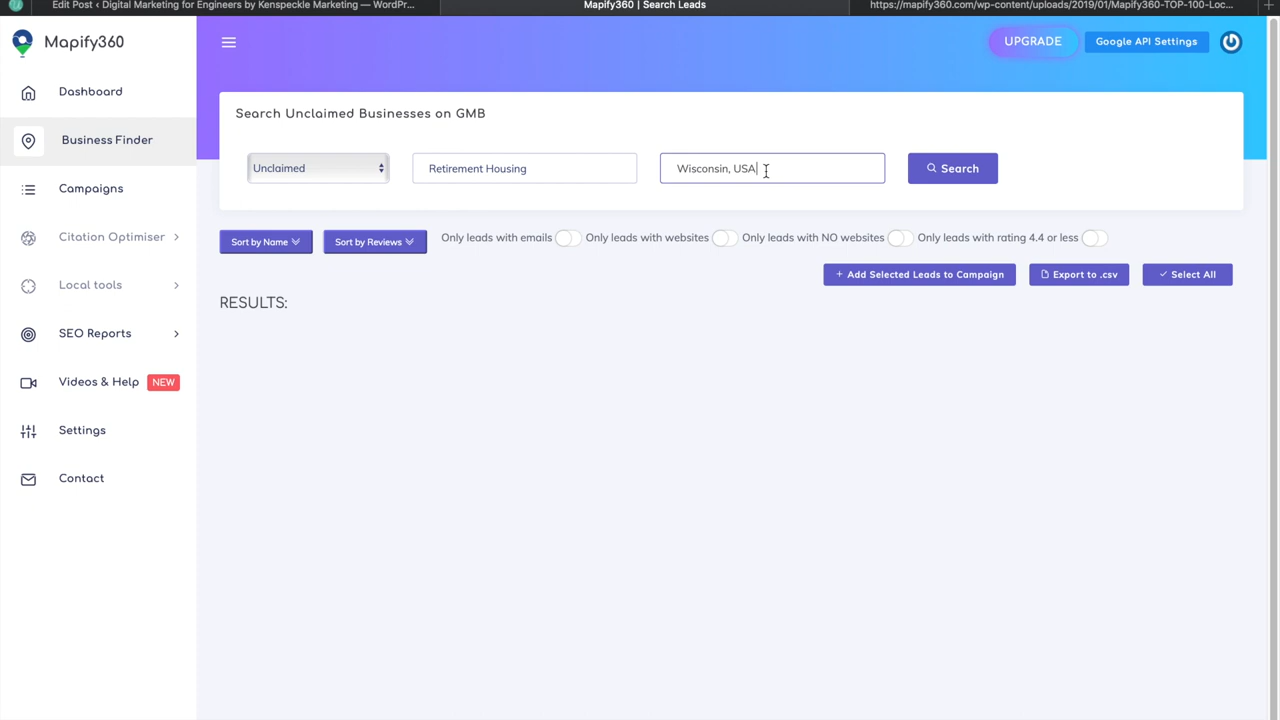 Edit Post ‹ Digital Marketing for Engineers by Kenspeckle Marketing — WordPr...
Mapify360 | Search Leads
https://mapify360.com/wp-content/uploads/2019/01/Mapify360-TOP-100-Loc...
Mapify360
UPGRADE
Google API Settings
Dashboard
Business Finder
Campaigns
Citation Optimiser
Local tools
SEO Reports
Videos & Help NEW
Settings
Contact
Search Unclaimed Businesses on GMB
Unclaimed
Retirement Housing
Wisconsin, USA
Search
Sort by Name
Sort by Reviews
Only leads with emails
Only leads with websites
Only leads with NO websites
Only leads with rating 4.4 or less
+ Add Selected Leads to Campaign
Export to .csv
Select All
RESULTS: